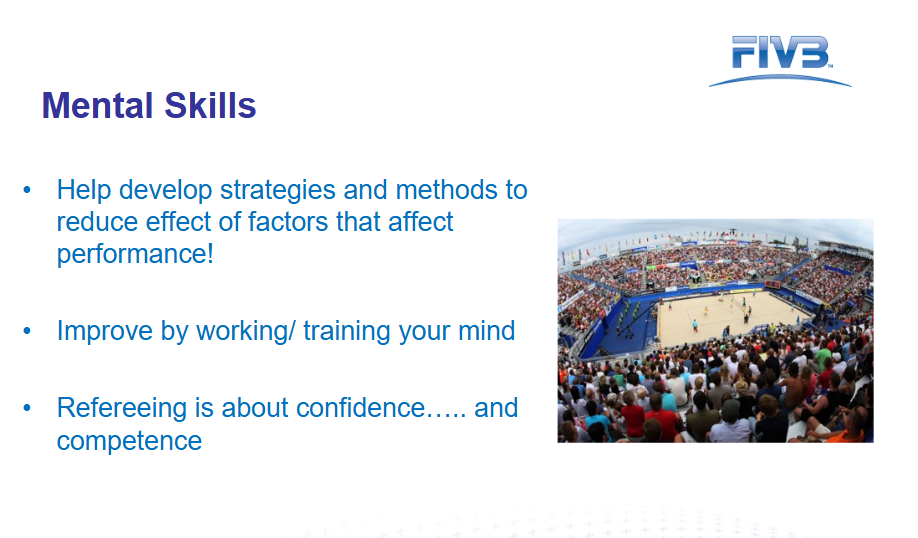 FIVB™
Mental Skills
• Help develop strategies and methods to
reduce effect of factors that affect
performance!
• Improve by working/ training your mind
• Refereeing is about confidence….. and
competence